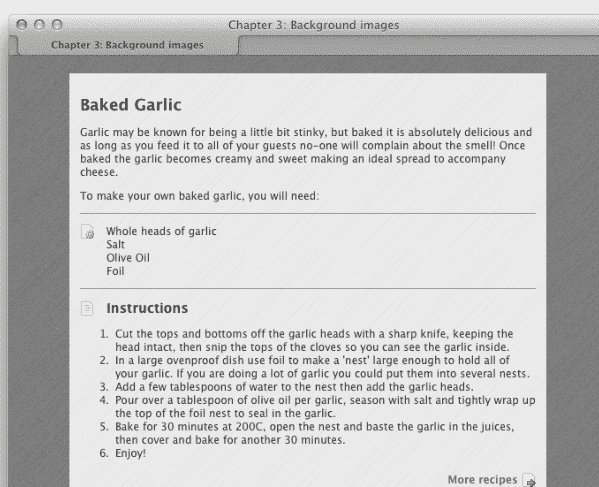 Chapter 3: Background images
Chapter 3: Background images
Baked Garlic
Garlic may be known for being a little bit stinky, but baked it is absolutely delicious and
as long as you feed it to all of your guests no-one will complain about the smell! Once
baked the garlic becomes creamy and sweet making an ideal spread to accompany
cheese.
To make your own baked garlic, you will need:
Whole heads of garlic
Salt
Olive Oil
Foil
Instructions
1. Cut the tops and bottoms off the garlic heads with a sharp knife, keeping the
head intact, then snip the tops of the cloves so you can see the garlic inside.
2. In a large ovenproof dish use foil to make a 'nest' large enough to hold all of
your garlic. If you are doing a lot of garlic you could put them into several nests.
3. Add a few tablespoons of water to the nest then add the garlic heads.
4. Pour over a tablespoon of olive oil per garlic, season with salt and tightly wrap up
the top of the foil nest to seal in the garlic.
5. Bake for 30 minutes at 200C, open the nest and baste the garlic in the juices,
then cover and bake for another 30 minutes.
6. Enjoy!
More recipes